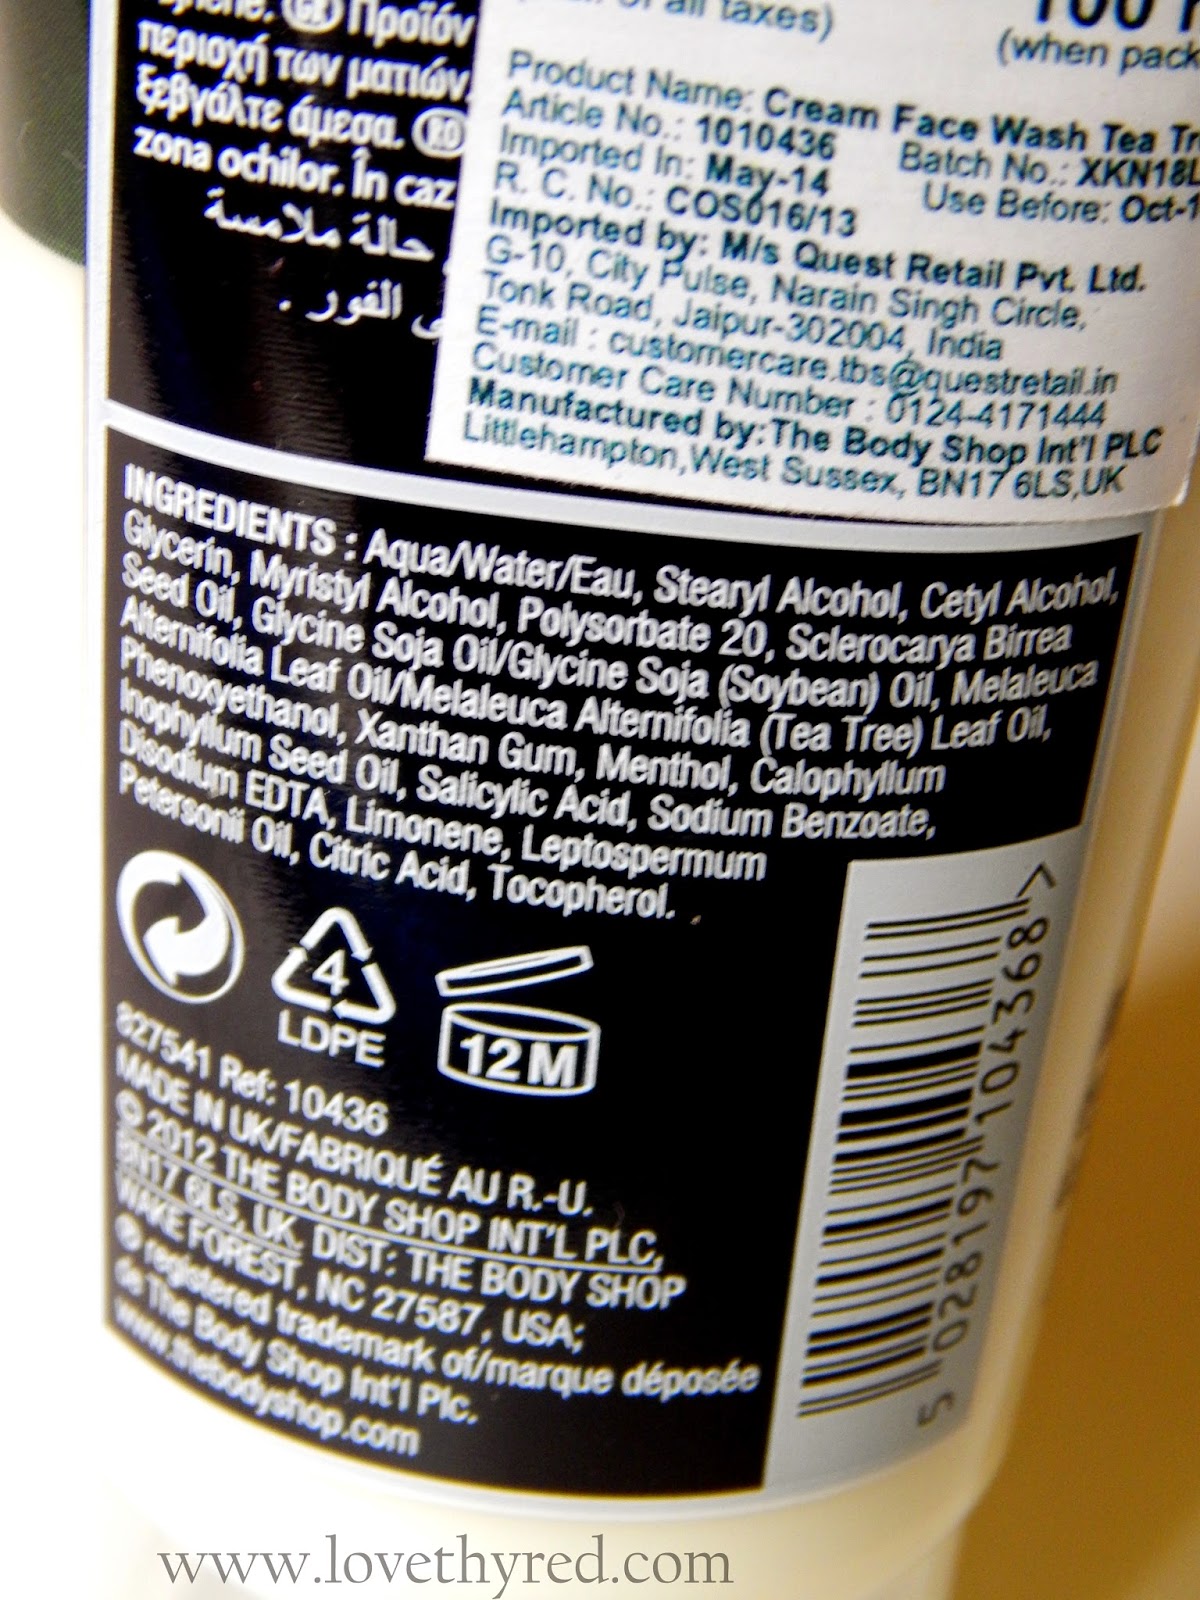 Προϊόν
περιοχή των ματιών,
ξεβγάλτε άμεσα. RO
zona ochilor. În caz
حالة ملامسة
الفور .
of all taxes)
100
(when pack
Product Name: Cream Face Wash Tea Tr
Article No.: 1010436 Batch No.: XKN18L
Imported In: May-14 Use Before: Oct-1
R. C. No.: COS016/13
Imported by: M/s Quest Retail Pvt. Ltd.
G-10, City Pulse, Narain Singh Circle,
Tonk Road, Jaipur-302004, India
E-mail : customercare.tbs@questretail.in
Customer Care Number : 0124-4171444
Manufactured by:The Body Shop Int'l PLC
Littlehampton,West Sussex, BN17 6LS,UK
INGREDIENTS : Aqua/Water/Eau, Stearyl Alcohol, Cetyl Alcohol,
Glycerin, Myristyl Alcohol, Polysorbate 20, Sclerocarya Birrea
Seed Oil, Glycine Soja Oil/Glycine Soja (Soybean) Oil, Melaleuca
Alternifolia Leaf Oil/Melaleuca Alternifolia (Tea Tree) Leaf Oil,
Phenoxyethanol, Xanthan Gum, Menthol, Calophyllum
Inophyllum Seed Oil, Salicylic Acid, Sodium Benzoate,
Disodium EDTA, Limonene, Leptospermum
Petersonii Oil, Citric Acid, Tocopherol.
4
LDPE
12M
827541 Ref: 10436
MADE IN UK/FABRIQUÉ AU R.-U.
© 2012 THE BODY SHOP INT'L PLC,
BN17 6LS, UK. DIST: THE BODY SHOP
WAKE FOREST, NC 27587, USA;
® registered trademark of/marque déposée
de The Body Shop Int'l Plc.
www.thebodyshop.com
5 028197 104368 >
www.lovethyred.com